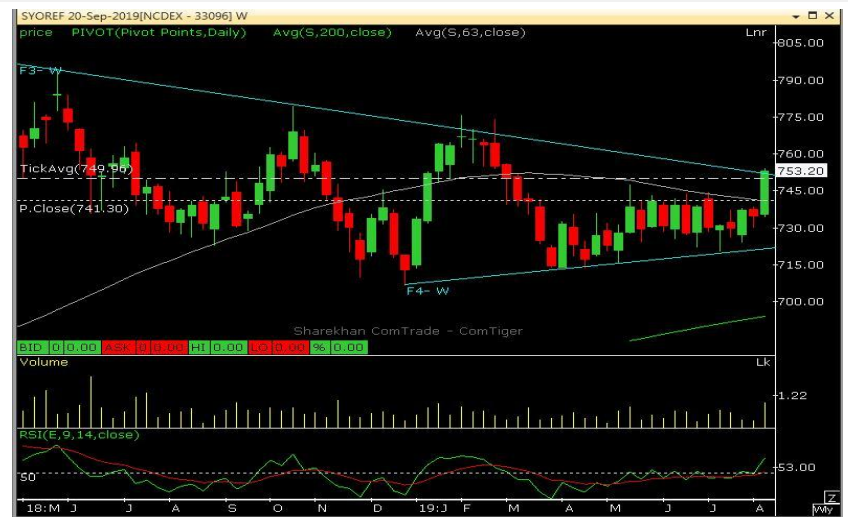 SYOREF 20-Sep-2019[NCDEX - 33096] W
price PIVOT(Pivot Points,Daily) Avg(S,200,close) Avg(S,63,close) Lnr
805.00
F3- W
790.00
775.00
760.00
TickAvg(749.96)
753.20
745.00
P.Close(741.30)
730.00
715.00
F4- W
700.00
Sharekhan ComTrade - ComTiger
BID 0 0.00 ASK 0 0.00 HI 0.00 LO 0.00 % 0.00
Volume Lk
1.22
RSI(E,9,14,close)
53.00
50
Z
18:M J J A S O N D 19:J F M A M J J A Wly